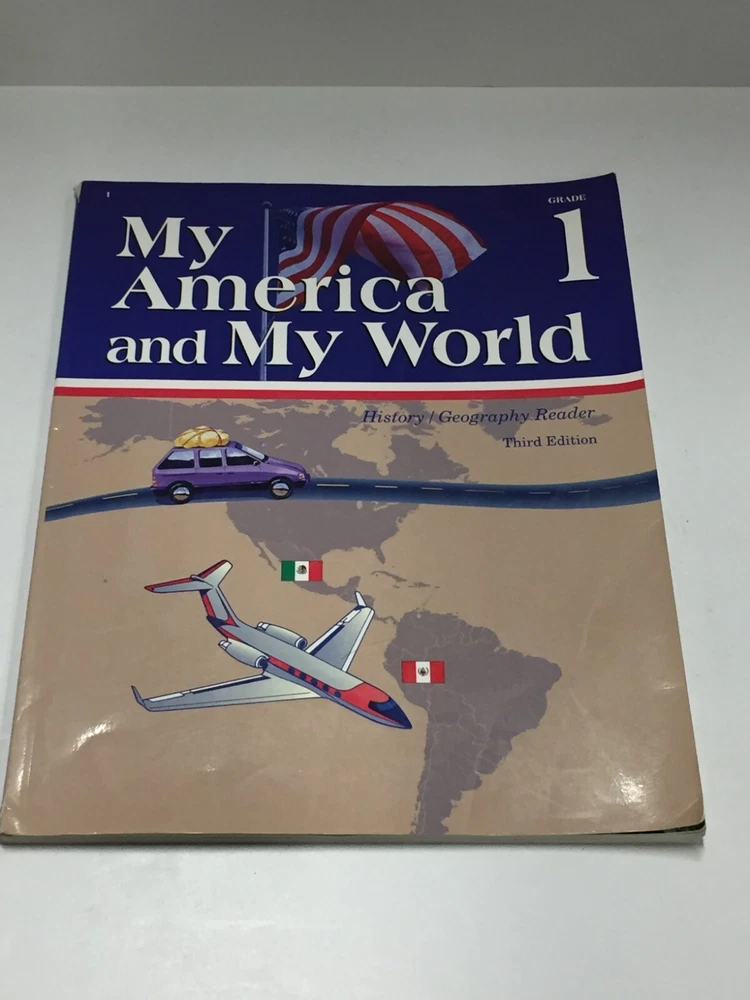 GRADE
1
My
America
and My World
History / Geography Reader
Third Edition